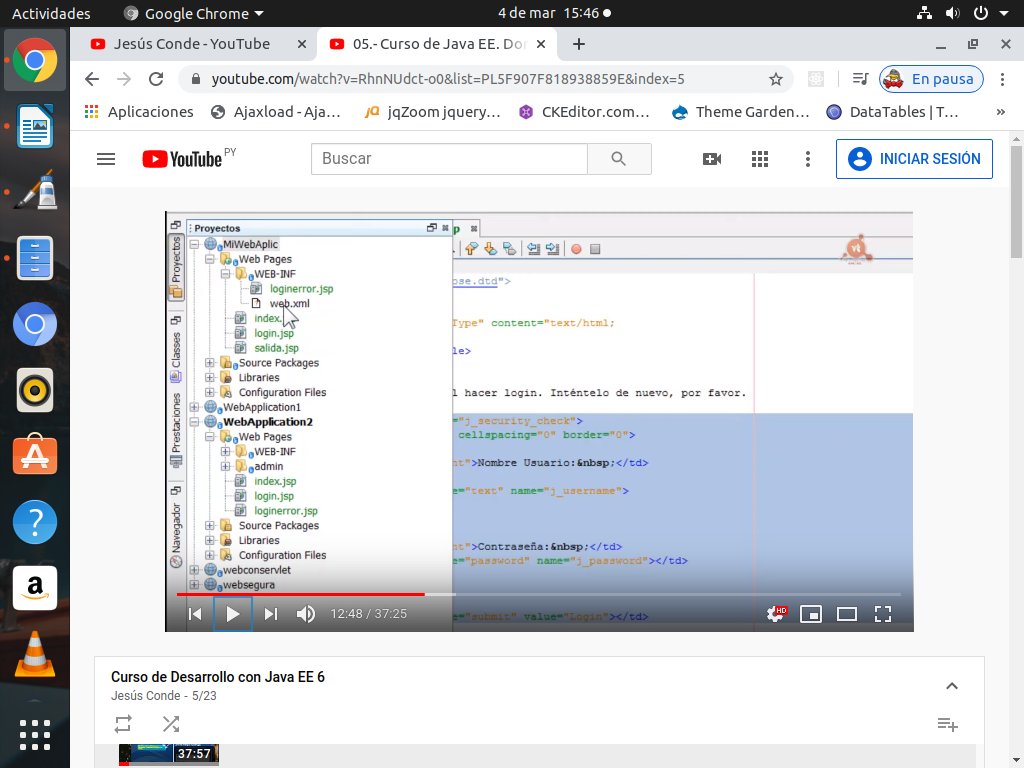 Actividades
Google Chrome
4 de mar 15:46
Jesús Conde - YouTube
05.- Curso de Java EE. Dor
youtube.com/watch?v=RhnNUdct-o0&list=PL5F907F818938859E&index=5
En pausa
Aplicaciones
Ajaxload - Aja...
jqZoom jquery...
CKEditor.com...
Theme Garden...
DataTables | T...
»
YouTube PY
Buscar
INICIAR SESIÓN
Proyectos
p
Proyectos
Classes
Prestaciones
Navegador
MiWebAplic
Web Pages
WEB-INF
loginerror.jsp
web.xml
index.
login.jsp
salida.jsp
Source Packages
Libraries
Configuration Files
WebApplication1
WebApplication2
Web Pages
WEB-INF
admin
index.jsp
login.jsp
loginerror.jsp
Source Packages
Libraries
Configuration Files
webconservlet
websegura
ose.dtd">
Type" content="text/html;
le>
l hacer login. Inténtelo de nuevo, por favor.
="j_security_check">
cellspacing="0" border="0">
nt">Nombre Usuario:&nbsp;</td>
e="text" name="j_username">
nt">Contraseña:&nbsp;</td>
e="password" name="j_password"></td>
="submit" value="Login"></td>
12:48 / 37:25
HD
Curso de Desarrollo con Java EE 6
Jesús Conde - 5/23
37:57